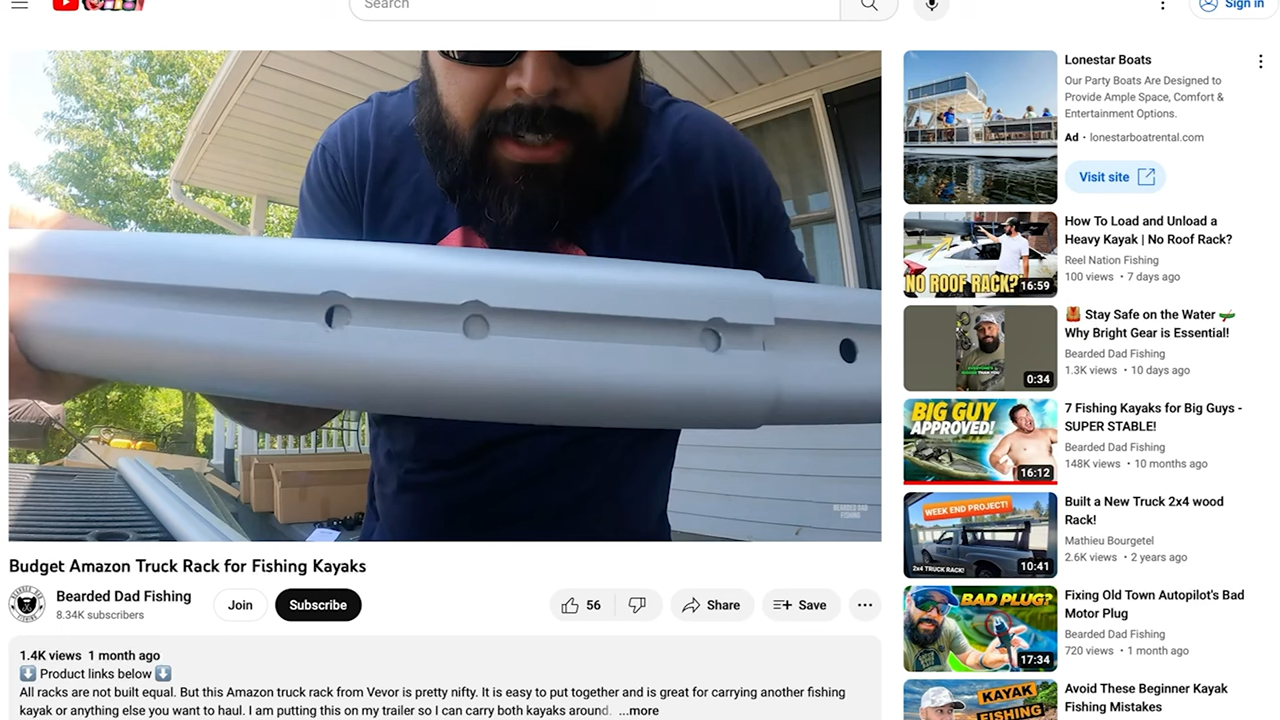 Search
Sign in
BEARDED DAD
FISHING
Budget Amazon Truck Rack for Fishing Kayaks
Bearded Dad Fishing
8.34K subscribers
Join
Subscribe
56
Share
Save
1.4K views 1 month ago
⬇️ Product links below ⬇️
All racks are not built equal. But this Amazon truck rack from Vevor is pretty nifty. It is easy to put together and is great for carrying another fishing
kayak or anything else you want to haul. I am putting this on my trailer so I can carry both kayaks around. ...more
Lonestar Boats
Our Party Boats Are Designed to
Provide Ample Space, Comfort &
Entertainment Options.
Ad · lonestarboatrental.com
Visit site
NO ROOF RACK?
16:59
How To Load and Unload a
Heavy Kayak | No Roof Rack?
Reel Nation Fishing
100 views • 7 days ago
0:34
🦺 Stay Safe on the Water 🛶
Why Bright Gear is Essential!
Bearded Dad Fishing
1.3K views • 10 days ago
BIG GUY
APPROVED!
16:12
7 Fishing Kayaks for Big Guys -
SUPER STABLE!
Bearded Dad Fishing
148K views • 10 months ago
WEEK END PROJECT!
2x4 TRUCK RACK!
10:41
Built a New Truck 2x4 wood
Rack!
Mathieu Bourgetel
2.6K views • 2 years ago
BAD PLUG?
17:34
Fixing Old Town Autopilot's Bad
Motor Plug
Bearded Dad Fishing
720 views • 1 month ago
KAYAK
FISHING
Avoid These Beginner Kayak
Fishing Mistakes